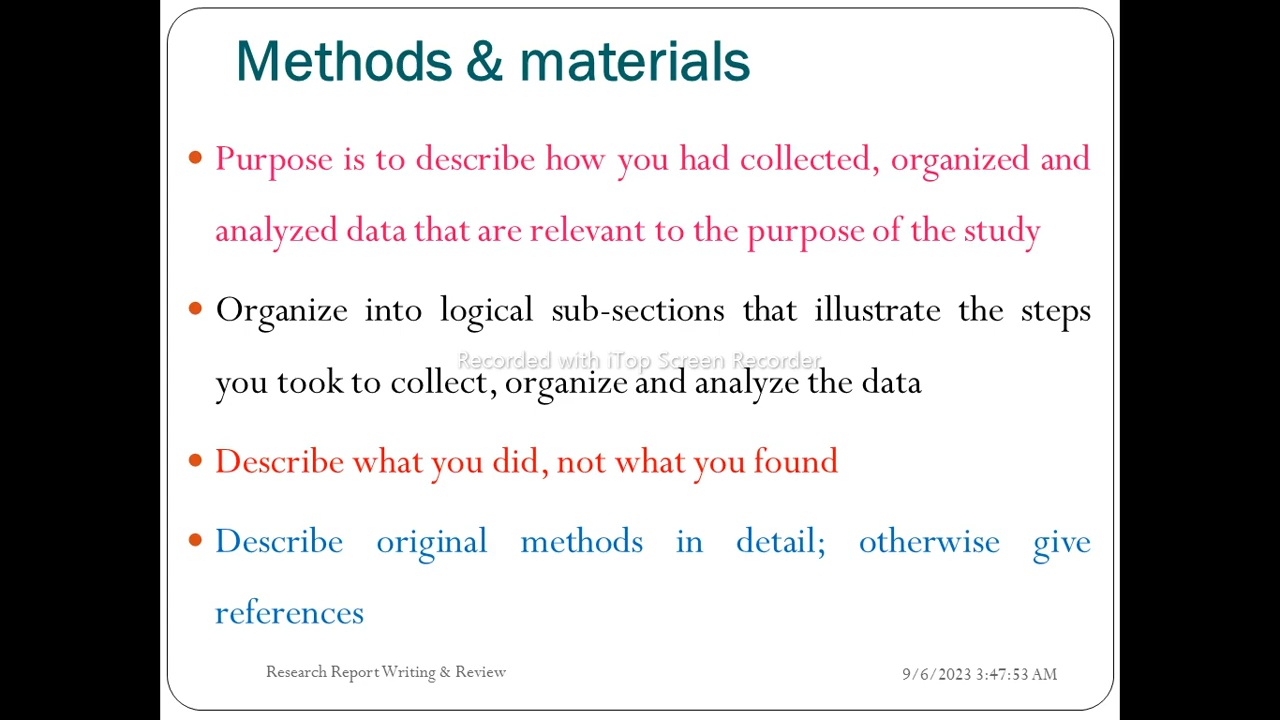 Methods & materials
• Purpose is to describe how you had collected, organized and
analyzed data that are relevant to the purpose of the study
• Organize into logical sub-sections that illustrate the steps
Recorded with iTop Screen Recorder
you took to collect, organize and analyze the data
• Describe what you did, not what you found
• Describe original methods in detail; otherwise give
references
Research Report Writing & Review
9/6/2023 3:47:53 AM